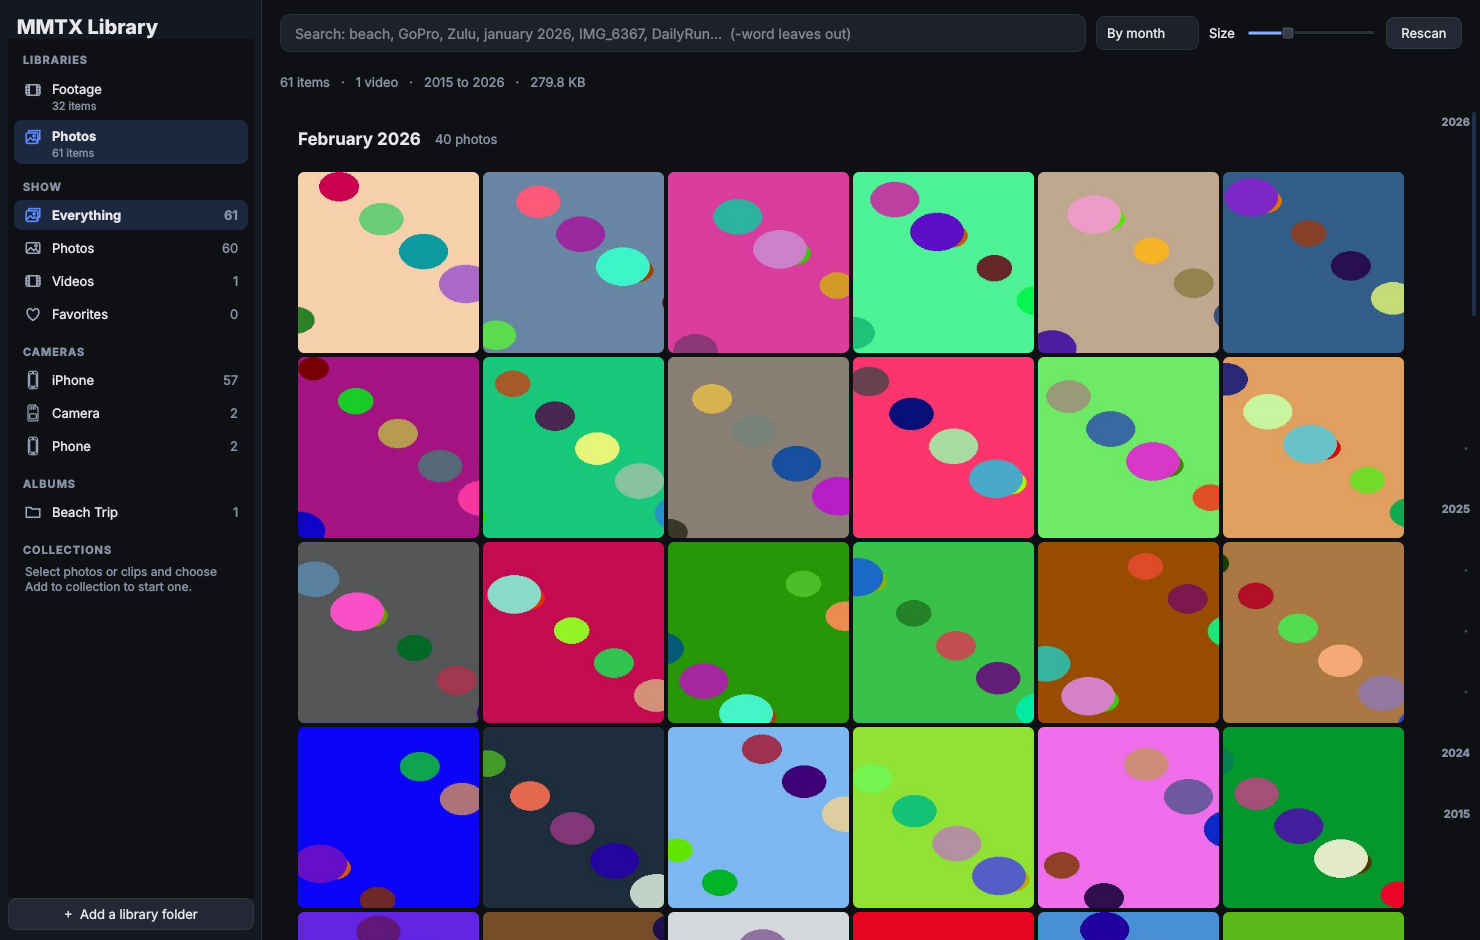 MMTX Library
LIBRARIES
Footage
32 items
Photos
61 items
SHOW
Everything 61
Photos 60
Videos 1
Favorites 0
CAMERAS
iPhone 57
Camera 2
Phone 2
ALBUMS
Beach Trip 1
COLLECTIONS
Select photos or clips and choose
Add to collection to start one.
+ Add a library folder
Search: beach, GoPro, Zulu, january 2026, IMG_6367, DailyRun... (-word leaves out)
By month
Size
Rescan
61 items · 1 video · 2015 to 2026 · 279.8 KB
February 2026 40 photos
2026
2025
2024
2015